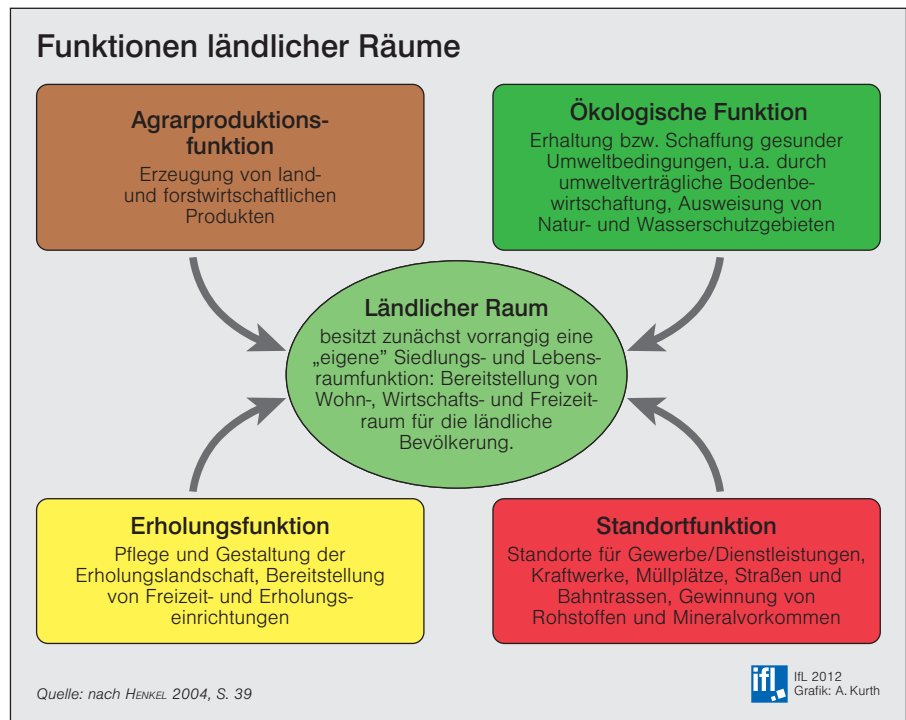 Funktionen ländlicher Räume
Agrarproduktions-
funktion
Erzeugung von land-
und forstwirtschaftlichen
Produkten
Ökologische Funktion
Erhaltung bzw. Schaffung gesunder
Umweltbedingungen, u.a. durch
umweltverträgliche Bodenbe-
wirtschaftung, Ausweisung von
Natur- und Wasserschutzgebieten
Ländlicher Raum
besitzt zunächst vorrangig eine
„eigene” Siedlungs- und Lebens-
raumfunktion: Bereitstellung von
Wohn-, Wirtschafts- und Freizeit-
raum für die ländliche
Bevölkerung.
Erholungsfunktion
Pflege und Gestaltung der
Erholungslandschaft, Bereitstellung
von Freizeit- und Erholungs-
einrichtungen
Standortfunktion
Standorte für Gewerbe/Dienstleistungen,
Kraftwerke, Müllplätze, Straßen und
Bahntrassen, Gewinnung von
Rohstoffen und Mineralvorkommen
Quelle: nach HENKEL 2004, S. 39
ifl
IfL 2012
Grafik: A. Kurth